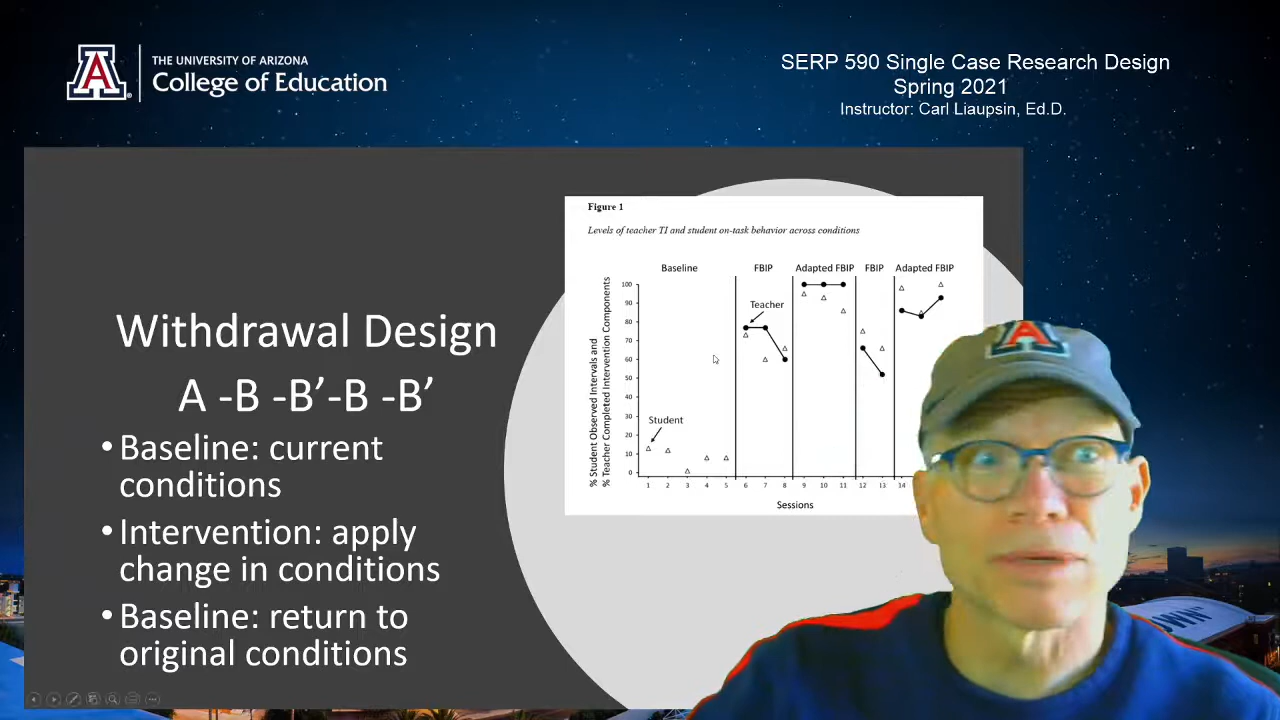 THE UNIVERSITY OF ARIZONA
College of Education
SERP 590 Single Case Research Design
Spring 2021
Instructor: Carl Liaupsin, Ed.D.
Withdrawal Design
A -B -B’-B -B’
• Baseline: current
conditions
• Intervention: apply
change in conditions
• Baseline: return to
original conditions
Figure 1
Levels of teacher TI and student on-task behavior across conditions
Baseline FBIP Adapted FBIP FBIP Adapted FBIP
% Student Observed Intervals and
% Teacher Completed Intervention Components
100
90
80
70
60
50
40
30
20
10
0
Teacher
Student
1 2 3 4 5 6 7 8 9 10 11 12 13 14
Sessions
A
A
OWN